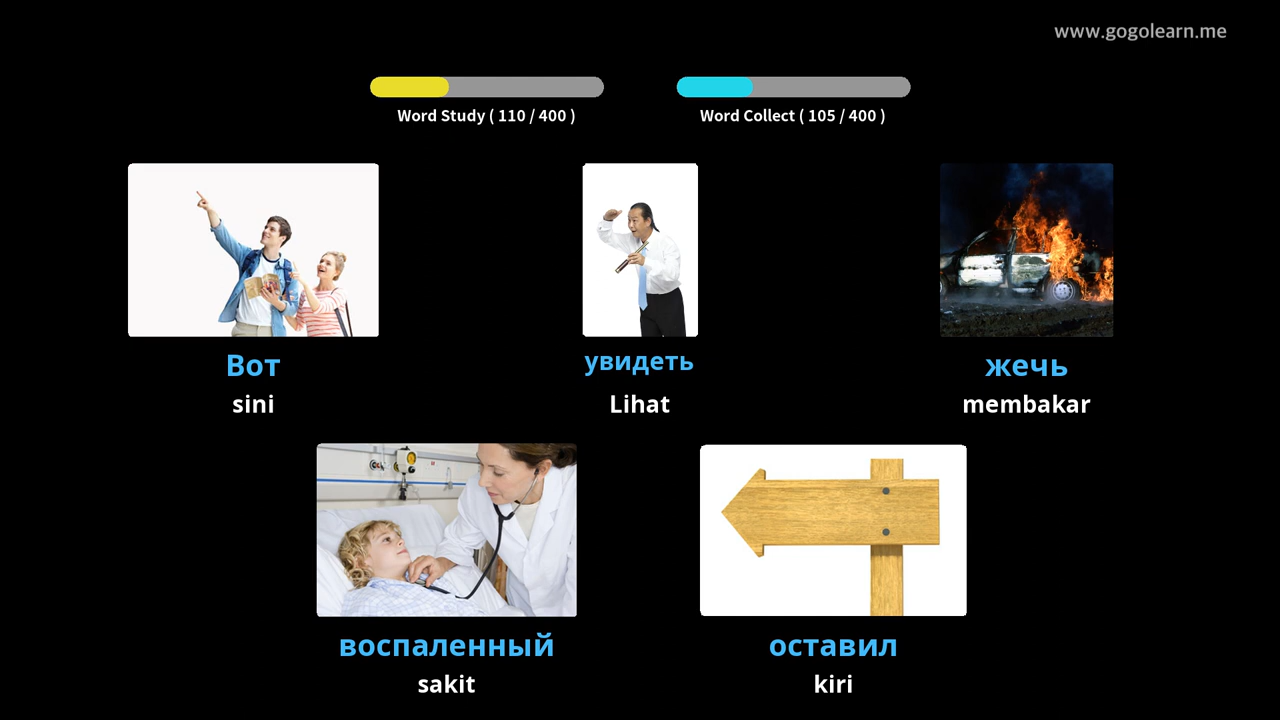 www.gogolearn.me
Word Study ( 110 / 400 )
Word Collect ( 105 / 400 )
Вот
sini
увидеть
Lihat
жечь
membakar
воспаленный
sakit
оставил
kiri